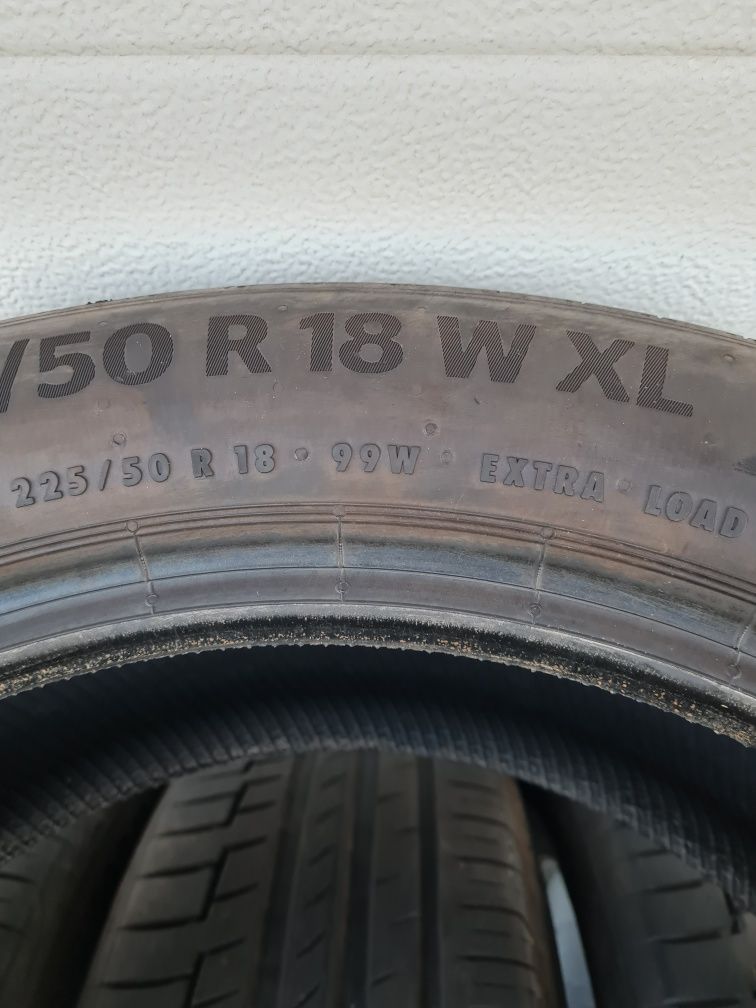 /50 R 18 W XL
225/50 R 18 · 99W · EXTRA · LOAD